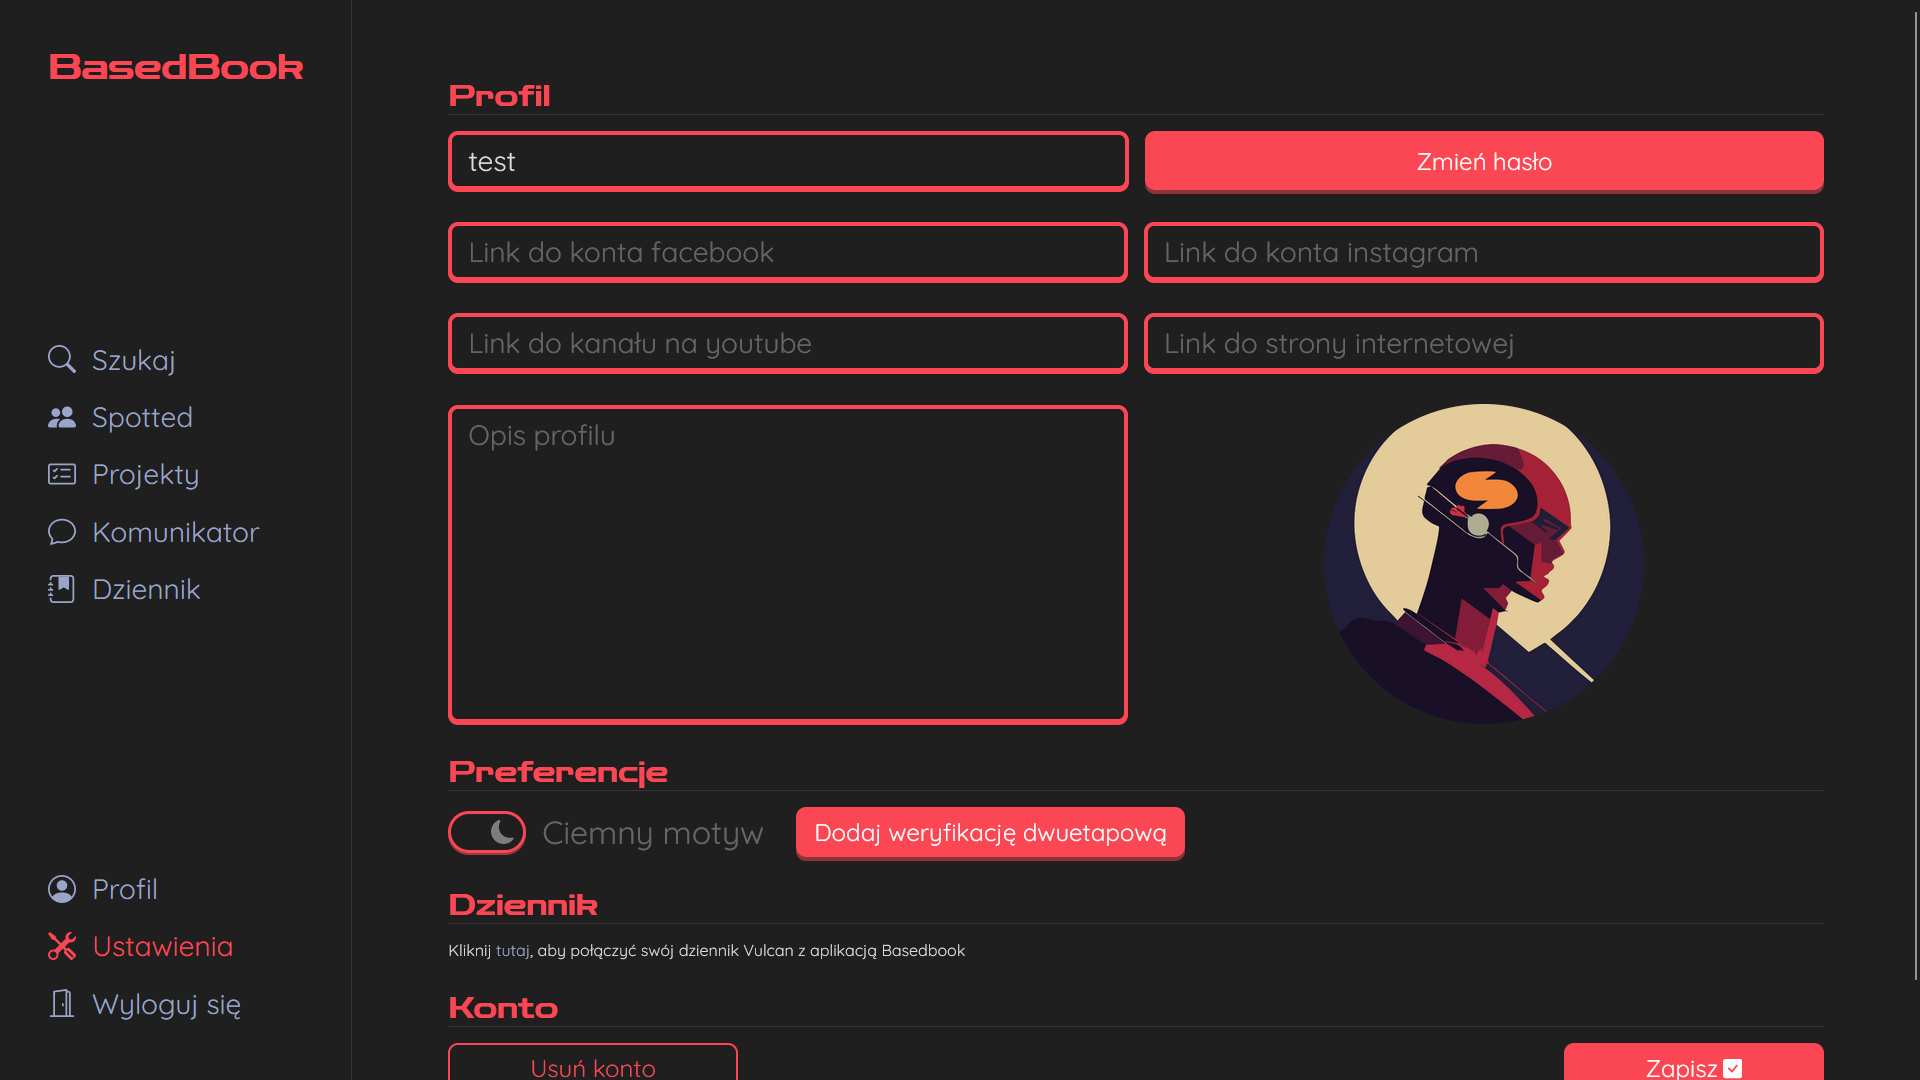 BasedBook
Szukaj
Spotted
Projekty
Komunikator
Dziennik
Profil
Ustawienia
Wyloguj się
Profil
test
Zmień hasło
Link do konta facebook
Link do konta instagram
Link do kanału na youtube
Link do strony internetowej
Opis profilu
Preferencje
Ciemny motyw
Dodaj weryfikację dwuetapową
Dziennik
Kliknij tutaj, aby połączyć swój dziennik Vulcan z aplikacją Basedbook
Konto
Usuń konto
Zapisz